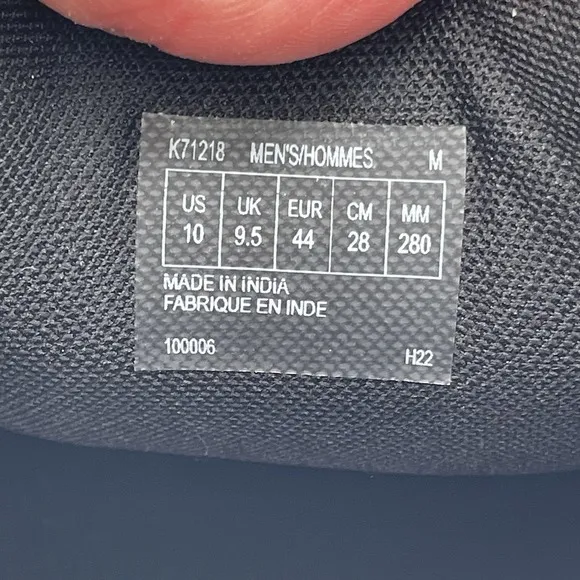 K71218 MEN'S/HOMMES M
US UK EUR CM MM
10 9.5 44 28 280
MADE IN INDIA
FABRIQUE EN INDE
100006 H22